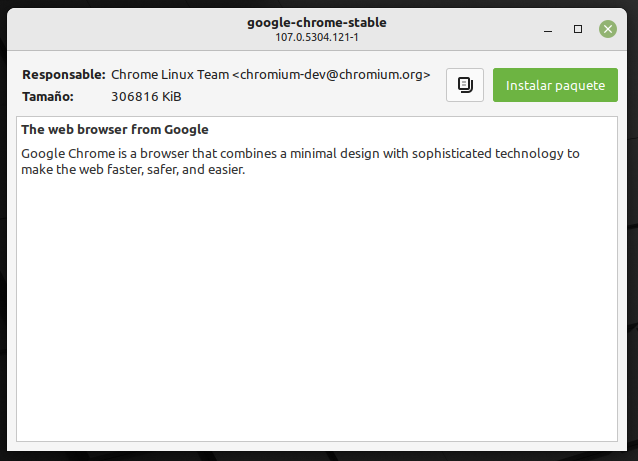 google-chrome-stable
107.0.5304.121-1
Responsable: Chrome Linux Team <chromium-dev@chromium.org>
Tamaño: 306816 KiB
Instalar paquete
The web browser from Google
Google Chrome is a browser that combines a minimal design with sophisticated technology to
make the web faster, safer, and easier.